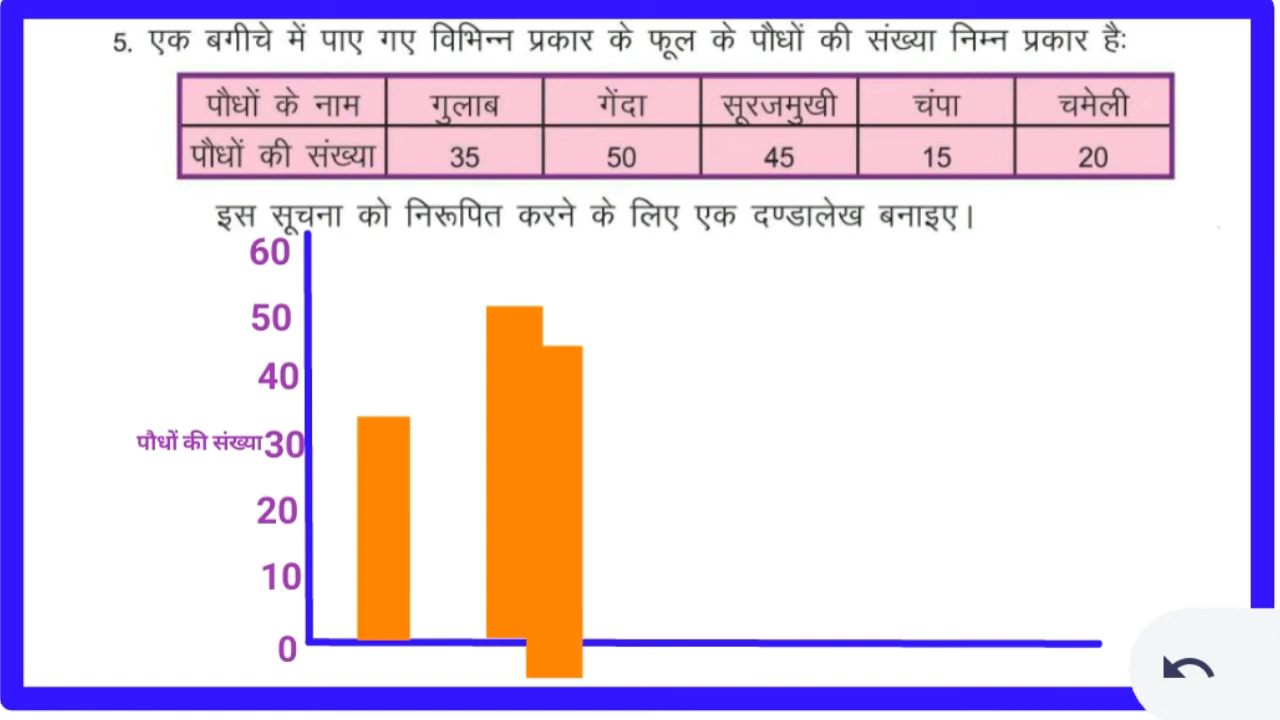 5. एक बगीचे में पाए गए विभिन्न प्रकार के फूल के पौधों की संख्या निम्न प्रकार है:
पौधों के नाम गुलाब गेंदा सूरजमुखी चंपा चमेली
पौधों की संख्या 35 50 45 15 20
इस सूचना को निरूपित करने के लिए एक दण्डालेख बनाइए।
60
50
40
पौधों की संख्या 30
20
10
0